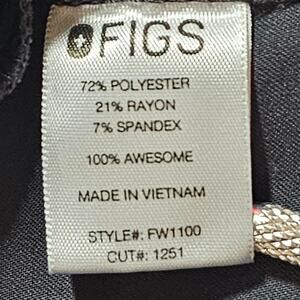 FIGS
72% POLYESTER
21% RAYON
7% SPANDEX
100% AWESOME
MADE IN VIETNAM
STYLE#: FW1100
CUT#: 1251